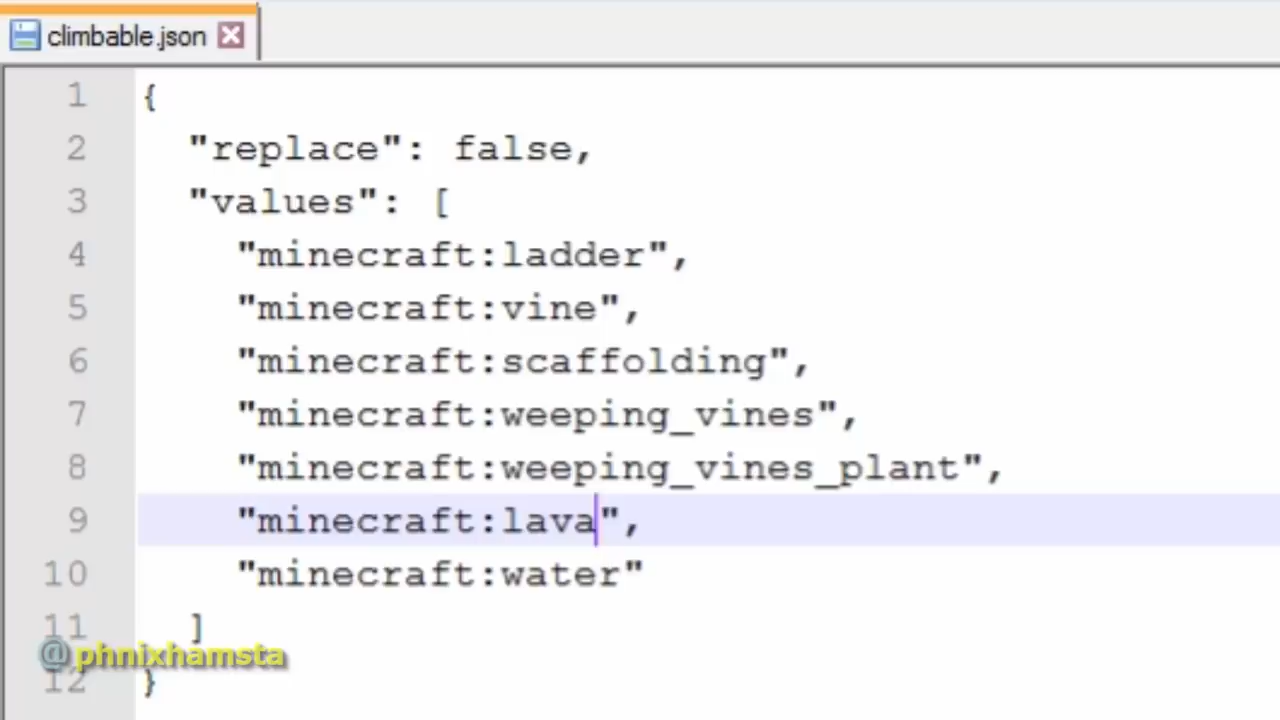 climbable.json
1 {
2 "replace": false,
3 "values": [
4 "minecraft:ladder",
5 "minecraft:vine",
6 "minecraft:scaffolding",
7 "minecraft:weeping_vines",
8 "minecraft:weeping_vines_plant",
9 "minecraft:lava",
10 "minecraft:water"
11 ]
@phnixhamsta
12 }